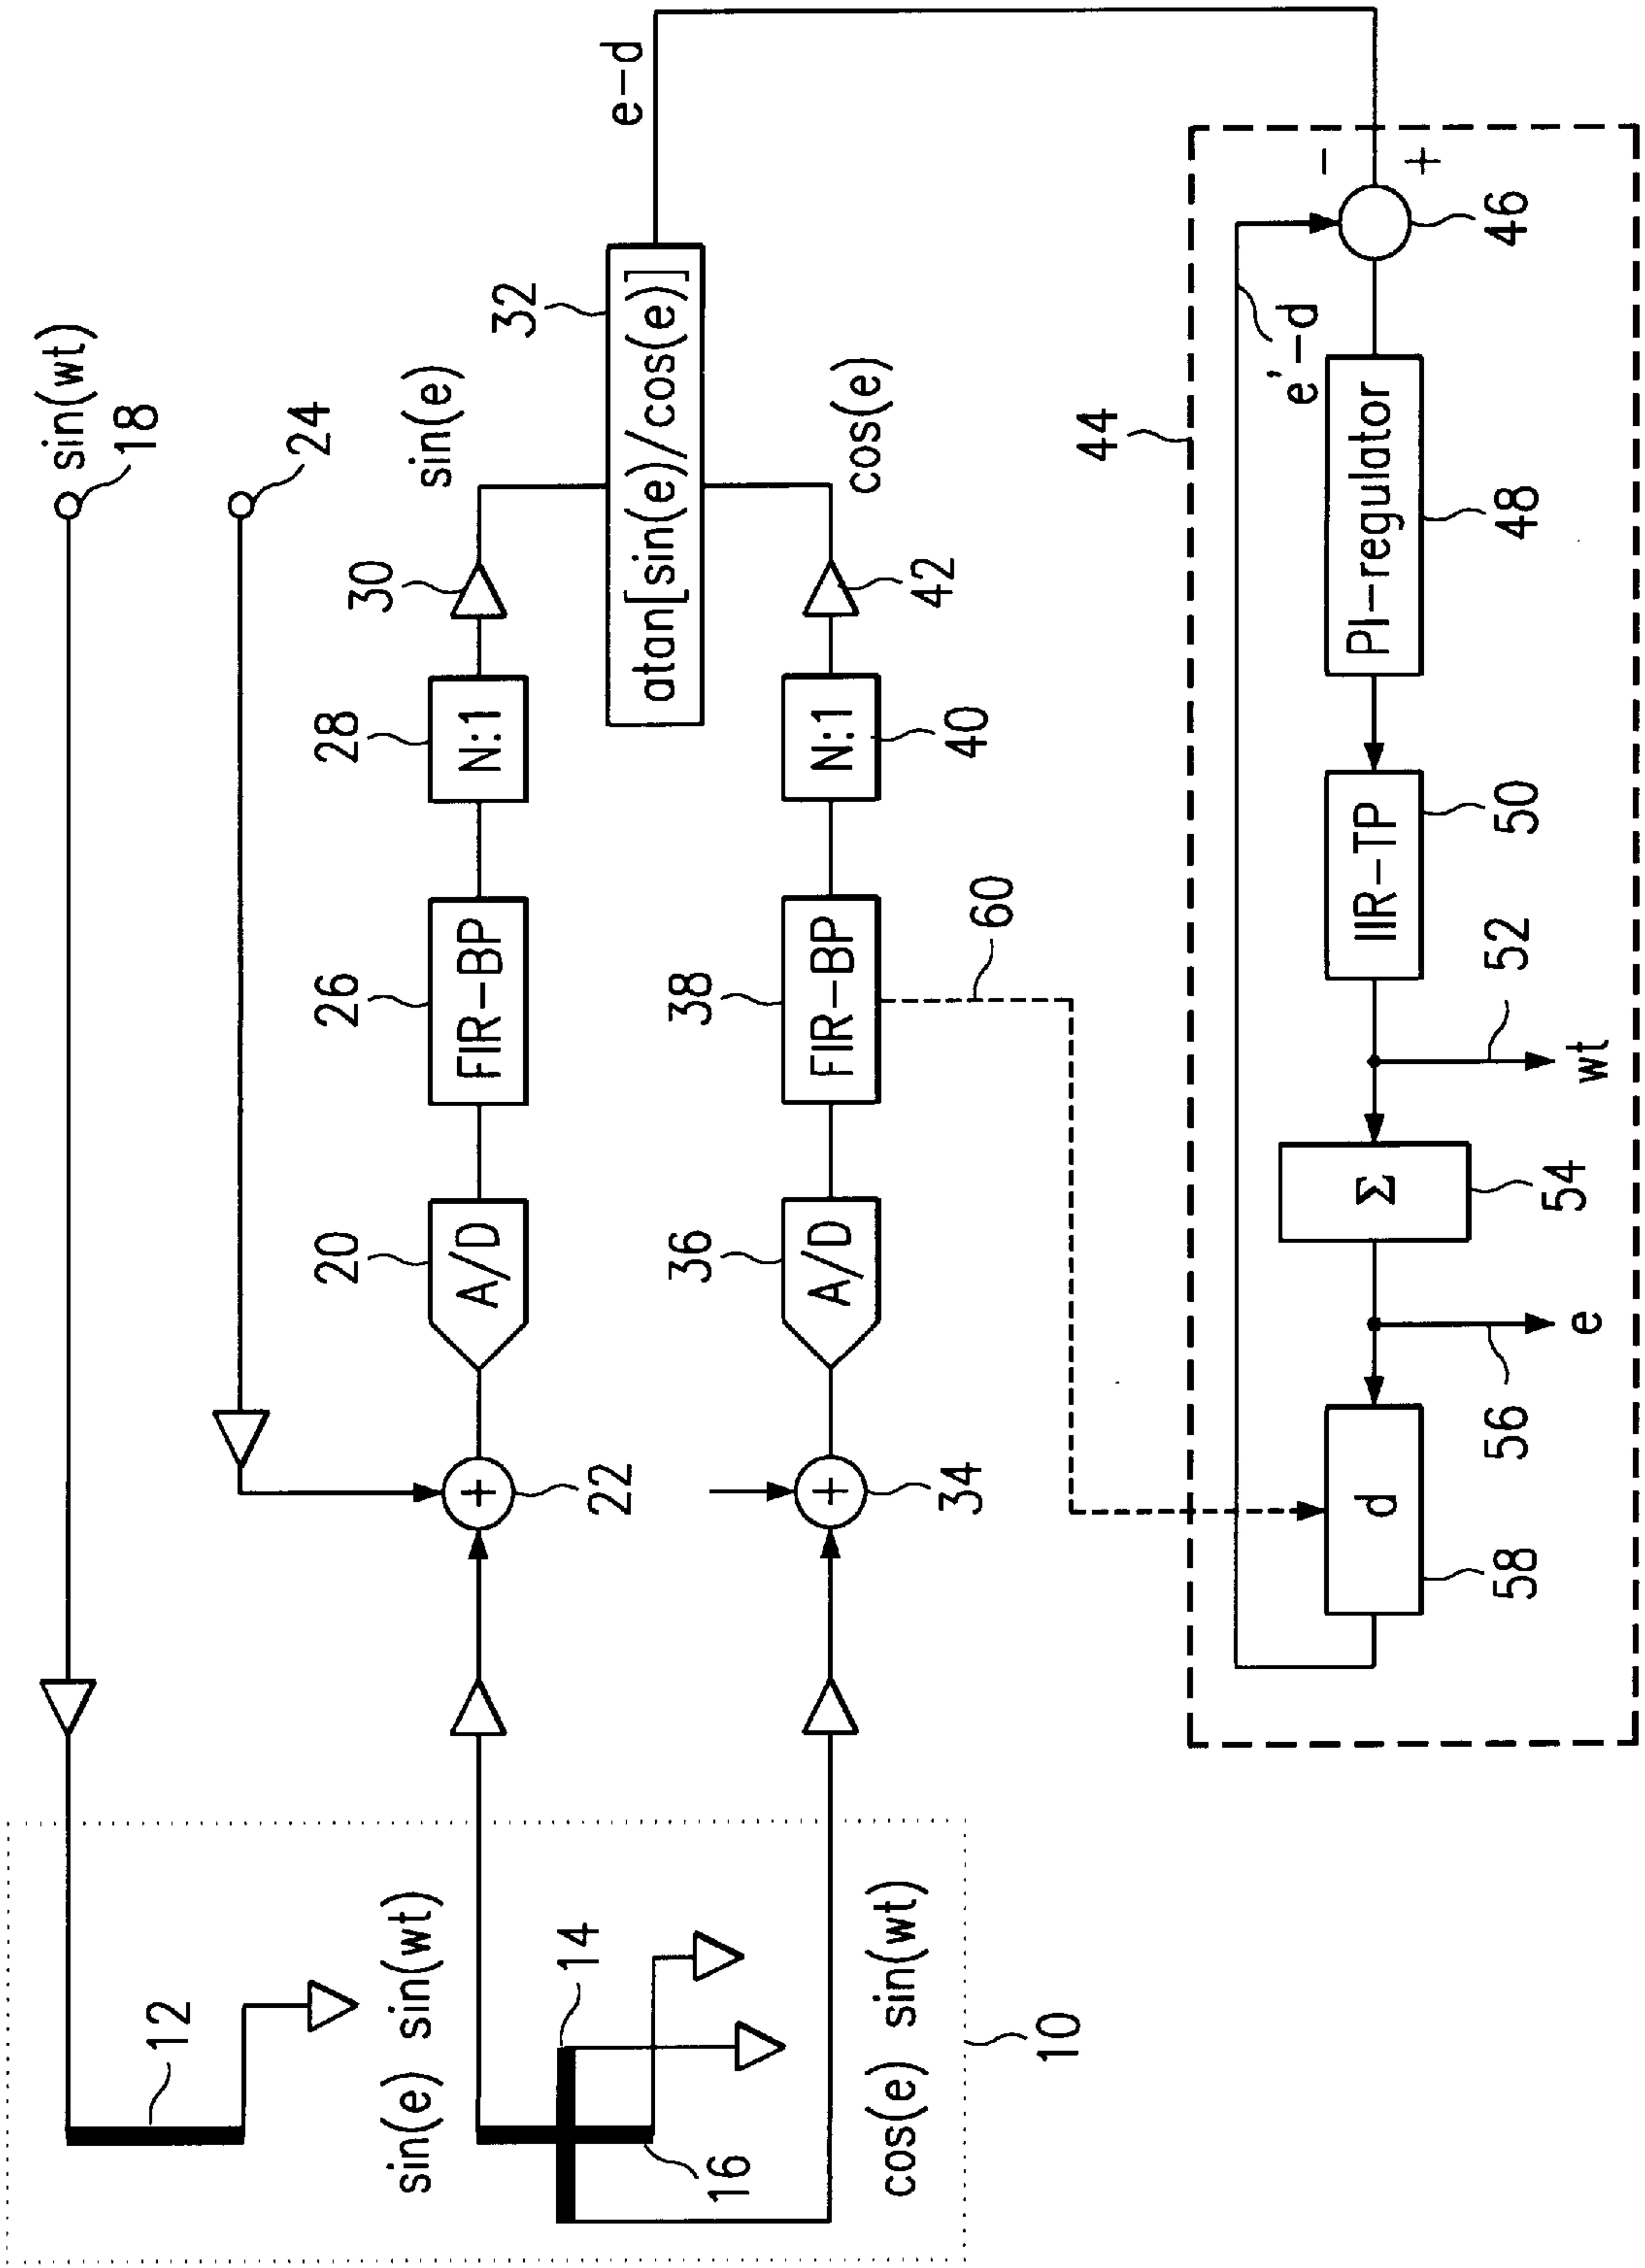 sin(wt)
18
24
12
sin(e) sin(wt)
14
16
cos(e) sin(wt)
10
22
20
A/D
26
FIR-BP
28
N:1
30
sin(e)
34
36
A/D
38
FIR-BP
40
N:1
42
cos(e)
32
atan[sin(e)/cos(e)]
e-d
60
44
-
+
46
e'-d
PI-regulator
48
IIR-TP
50
52
wt
Σ
54
56
e
d
58
+
+